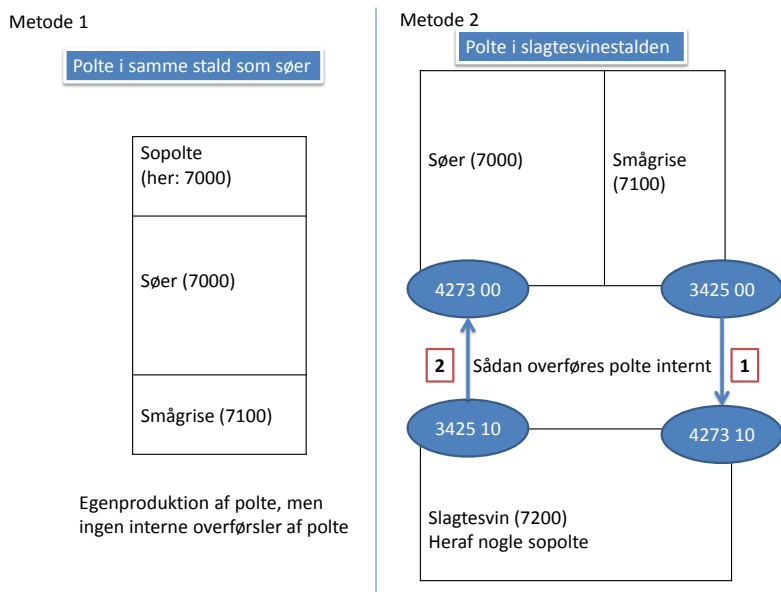 Metode 1
Polte i samme stald som søer
Sopolte
(her: 7000)
Søer (7000)
Smågrise (7100)
Egenproduktion af polte, men
ingen interne overførsler af polte
Metode 2
Polte i slagtesvinestalden
Søer (7000)
Smågrise
(7100)
4273 00
3425 00
2
Sådan overføres polte internt
1
3425 10
4273 10
Slagtesvin (7200)
Heraf nogle sopolte